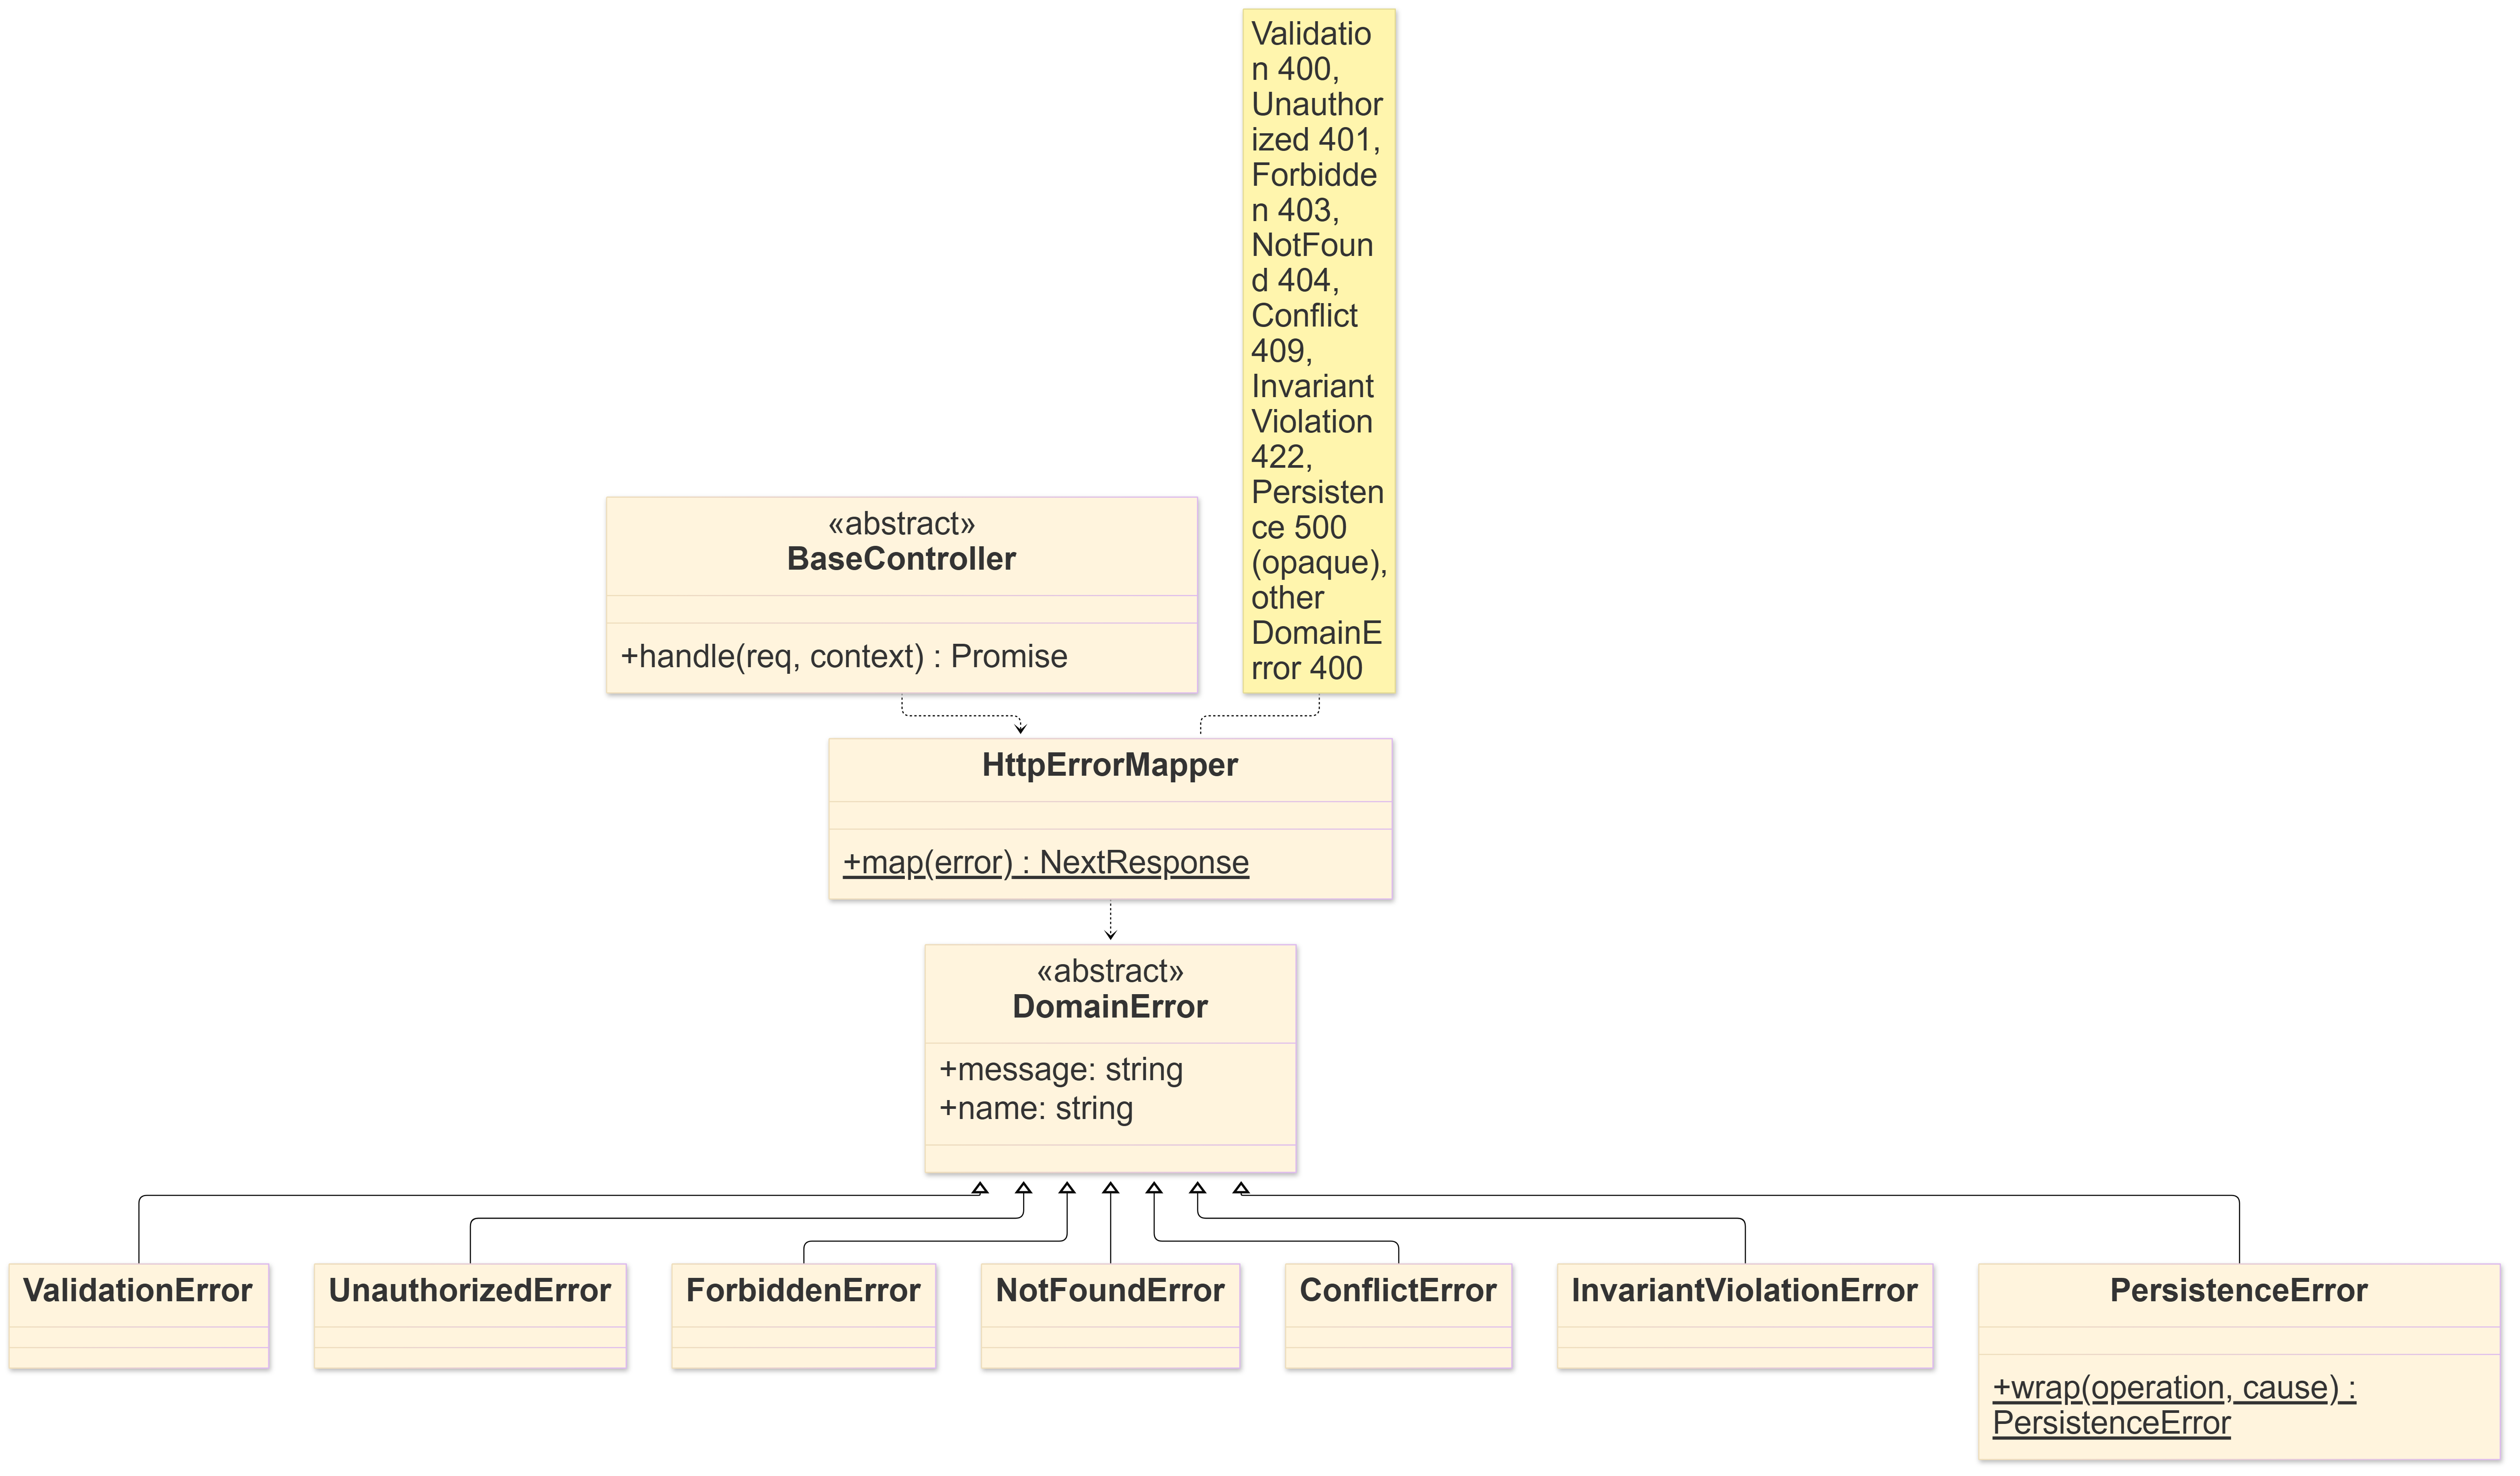 Validatio
n 400,
Unauthor
ized 401,
Forbidde
n 403,
NotFoun
d 404,
Conflict
409,
Invariant
Violation
422,
Persisten
ce 500
(opaque),
other
DomainE
rror 400
«abstract»
BaseController
+handle(req, context) : Promise
HttpErrorMapper
+map(error) : NextResponse
«abstract»
DomainError
+message: string
+name: string
ValidationError
UnauthorizedError
ForbiddenError
NotFoundError
ConflictError
InvariantViolationError
PersistenceError
+wrap(operation, cause) :
PersistenceError